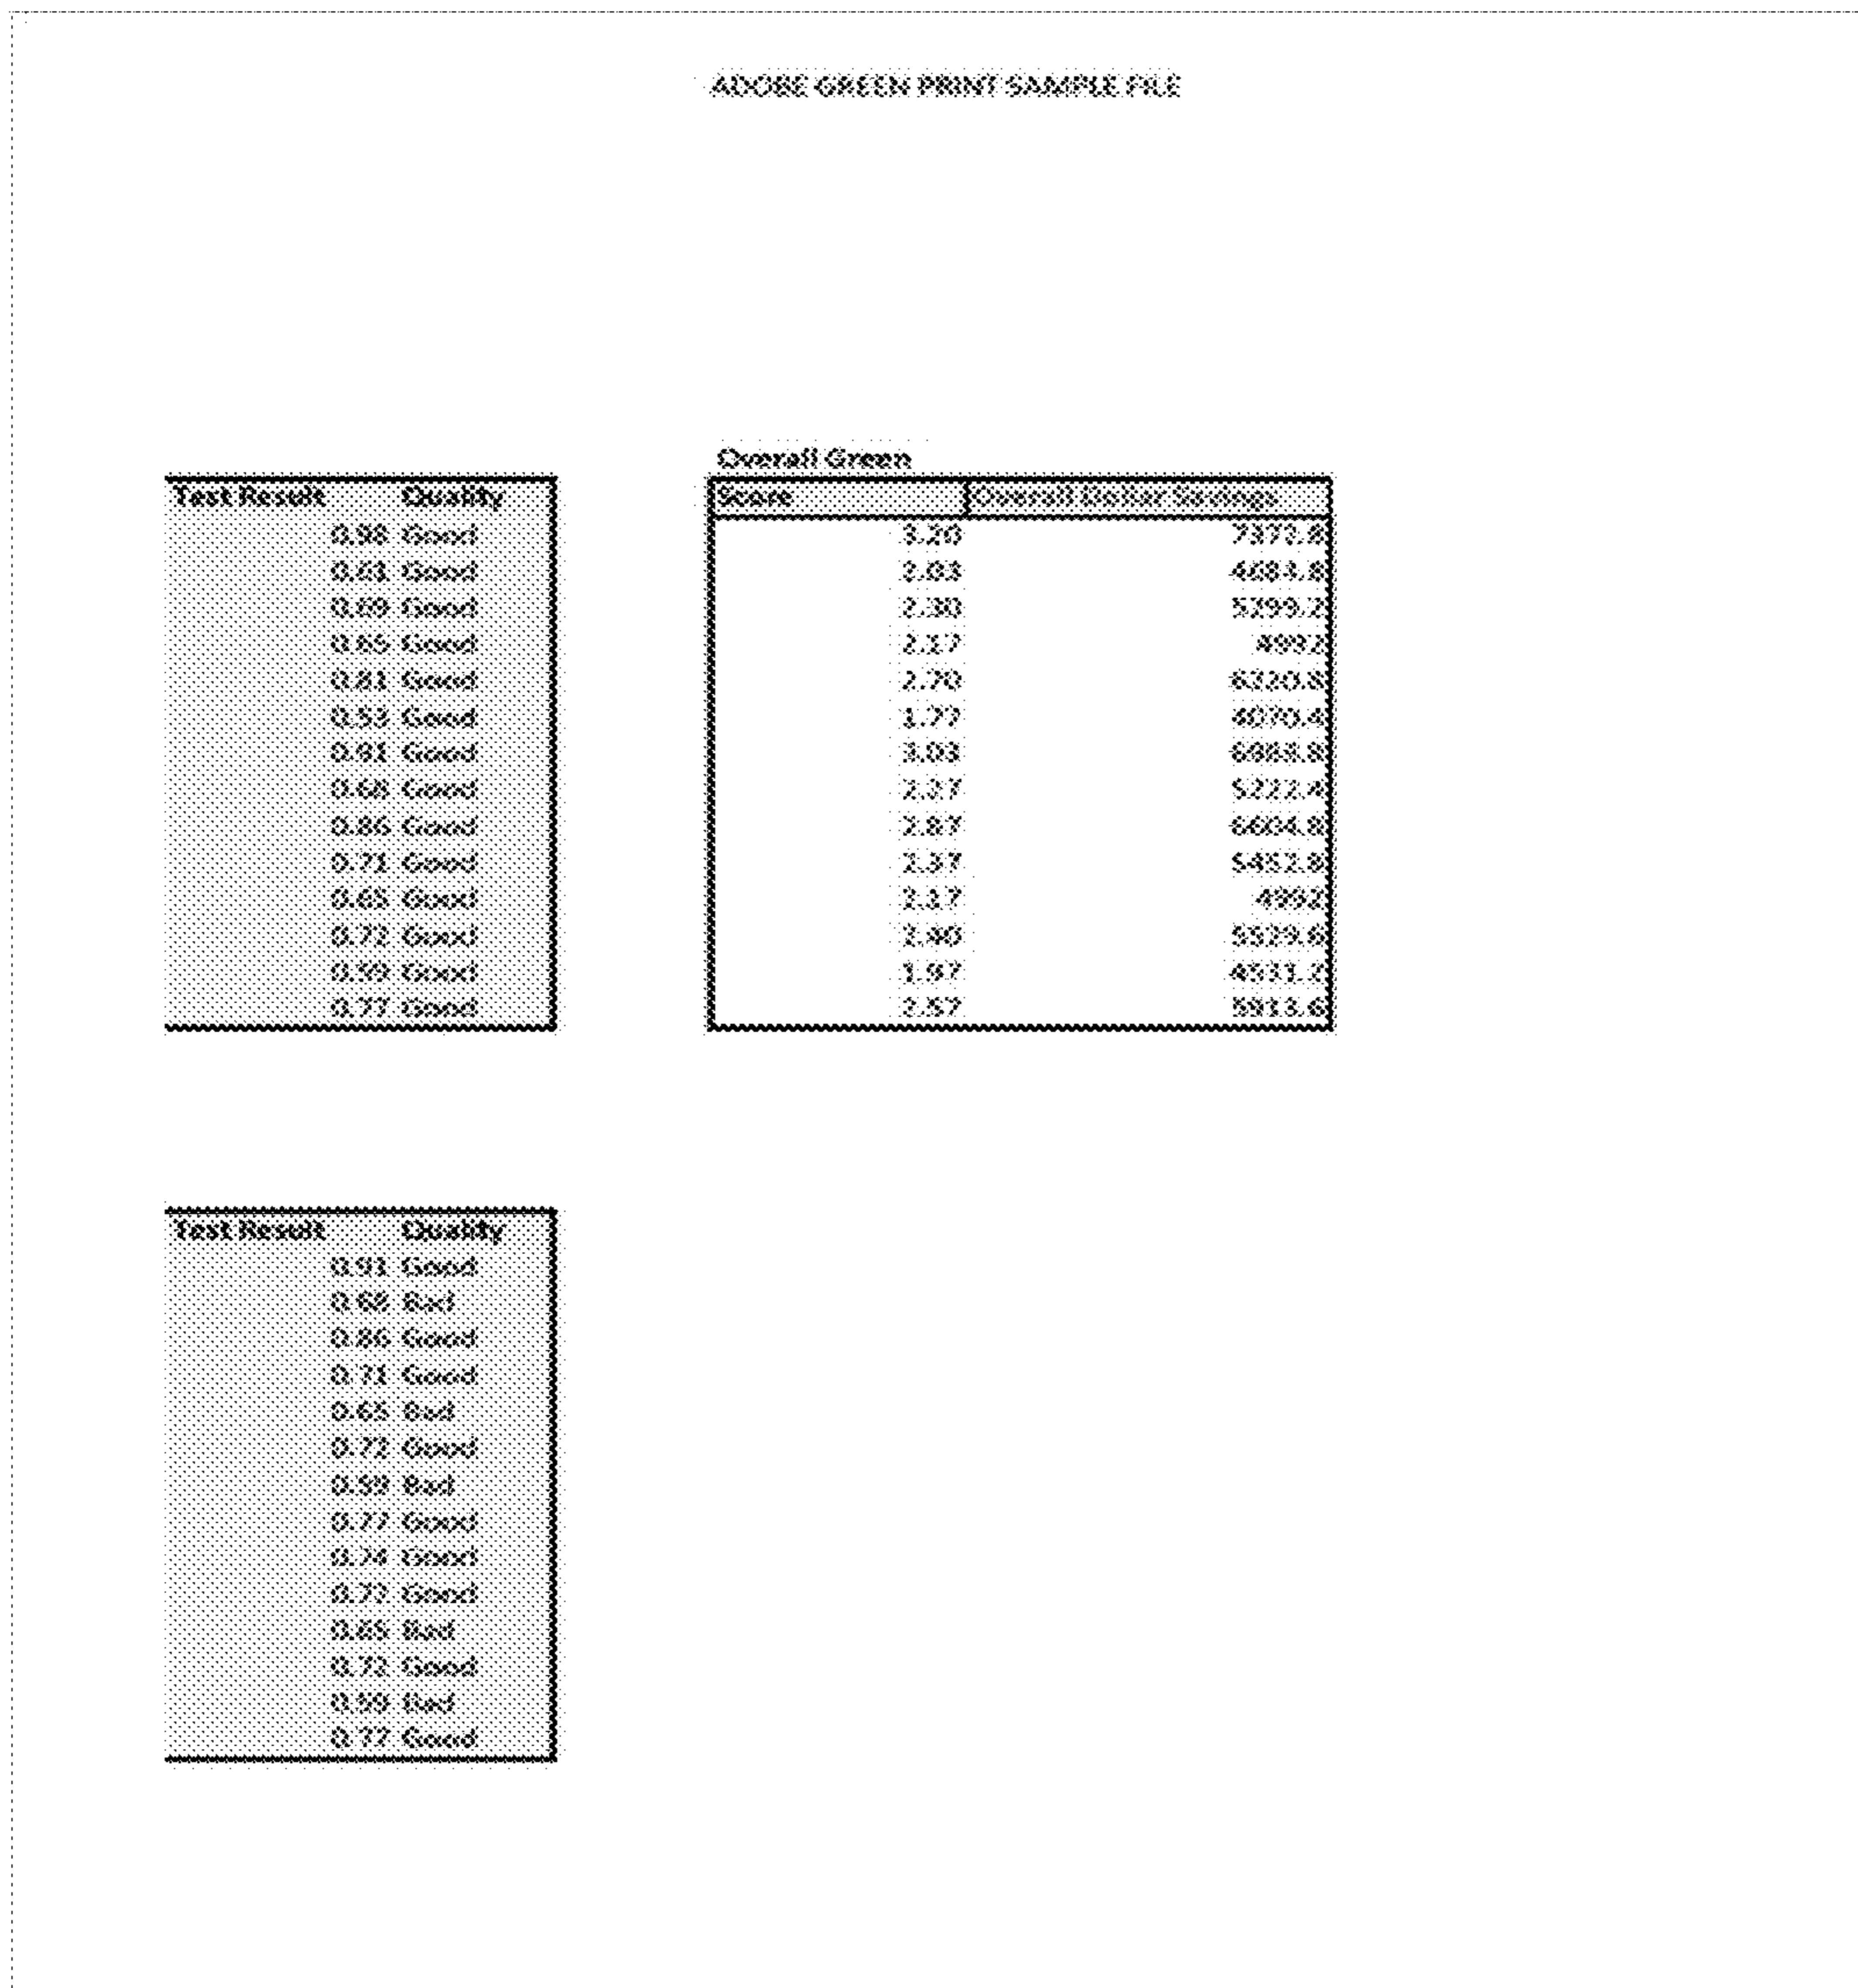 ADOBE GREEN PRINT SAMPLE FILE
Overall Green
Test Result Quality Score Overall Dollar Savings
0.96 Good 3.20 7372.8
0.61 Good 2.03 4684.8
0.69 Good 2.30 5299.2
0.65 Good 2.17 4992
0.81 Good 2.70 6220.8
0.53 Good 1.77 4070.4
0.91 Good 3.03 6988.8
0.68 Good 2.27 5222.4
0.86 Good 2.87 6604.8
0.71 Good 2.37 5452.8
0.65 Good 2.17 4992
0.72 Good 2.40 5529.6
0.59 Good 1.97 4531.2
0.77 Good 2.57 5913.6
Test Result Quality
0.91 Good
0.68 Bad
0.86 Good
0.71 Good
0.65 Bad
0.72 Good
0.59 Bad
0.77 Good
0.74 Good
0.72 Good
0.65 Bad
0.72 Good
0.59 Bad
0.77 Good